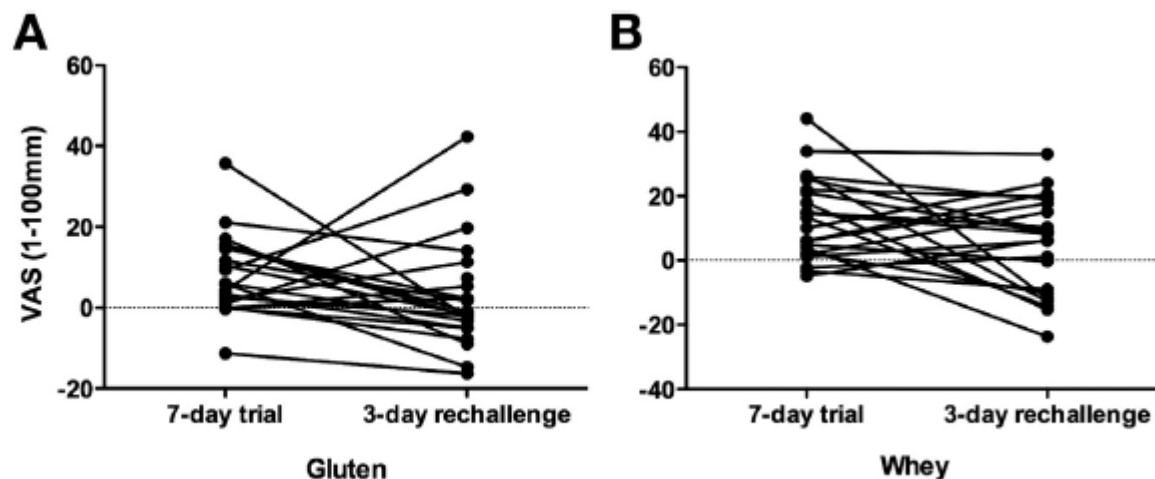 A
VAS (1-100mm)
60
40
20
0
-20
7-day trial
3-day rechallenge
Gluten
B
60
40
20
0
-20
-40
7-day trial
3-day rechallenge
Whey